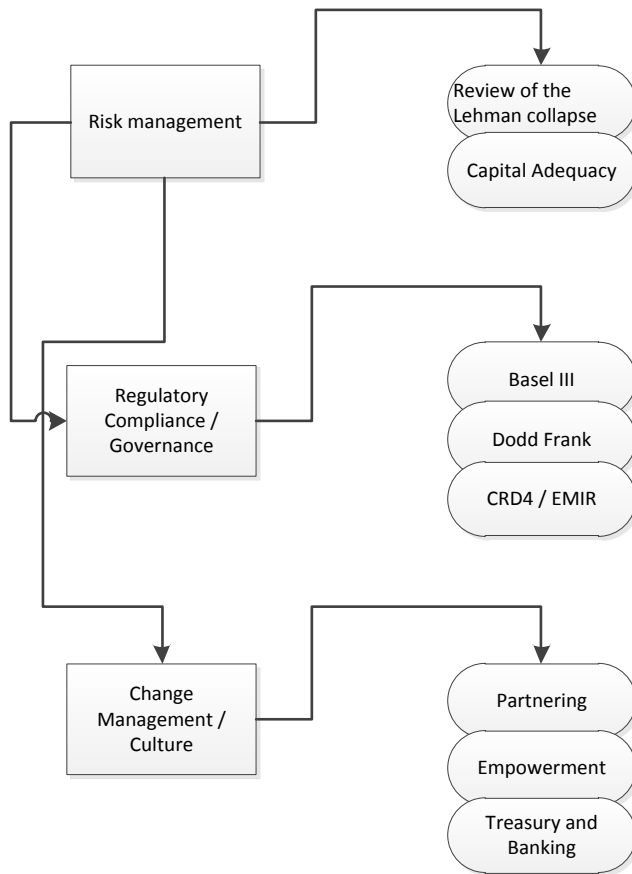 Risk management
Review of the
Lehman collapse
Capital Adequacy
Regulatory
Compliance /
Governance
Basel III
Dodd Frank
CRD4 / EMIR
Change
Management /
Culture
Partnering
Empowerment
Treasury and
Banking